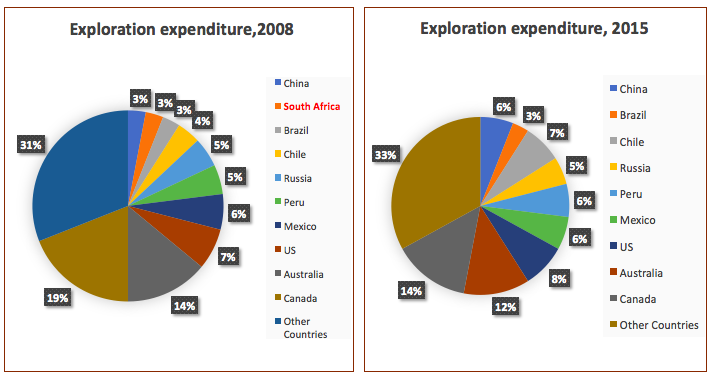 Exploration expenditure,2008
3%
3%
3%
4%
5%
5%
6%
7%
14%
19%
31%
China
South Africa
Brazil
Chile
Russia
Peru
Mexico
US
Australia
Canada
Other
Countries
Exploration expenditure, 2015
6%
3%
7%
5%
6%
6%
8%
12%
14%
33%
China
Brazil
Chile
Russia
Peru
Mexico
US
Australia
Canada
Other Countries